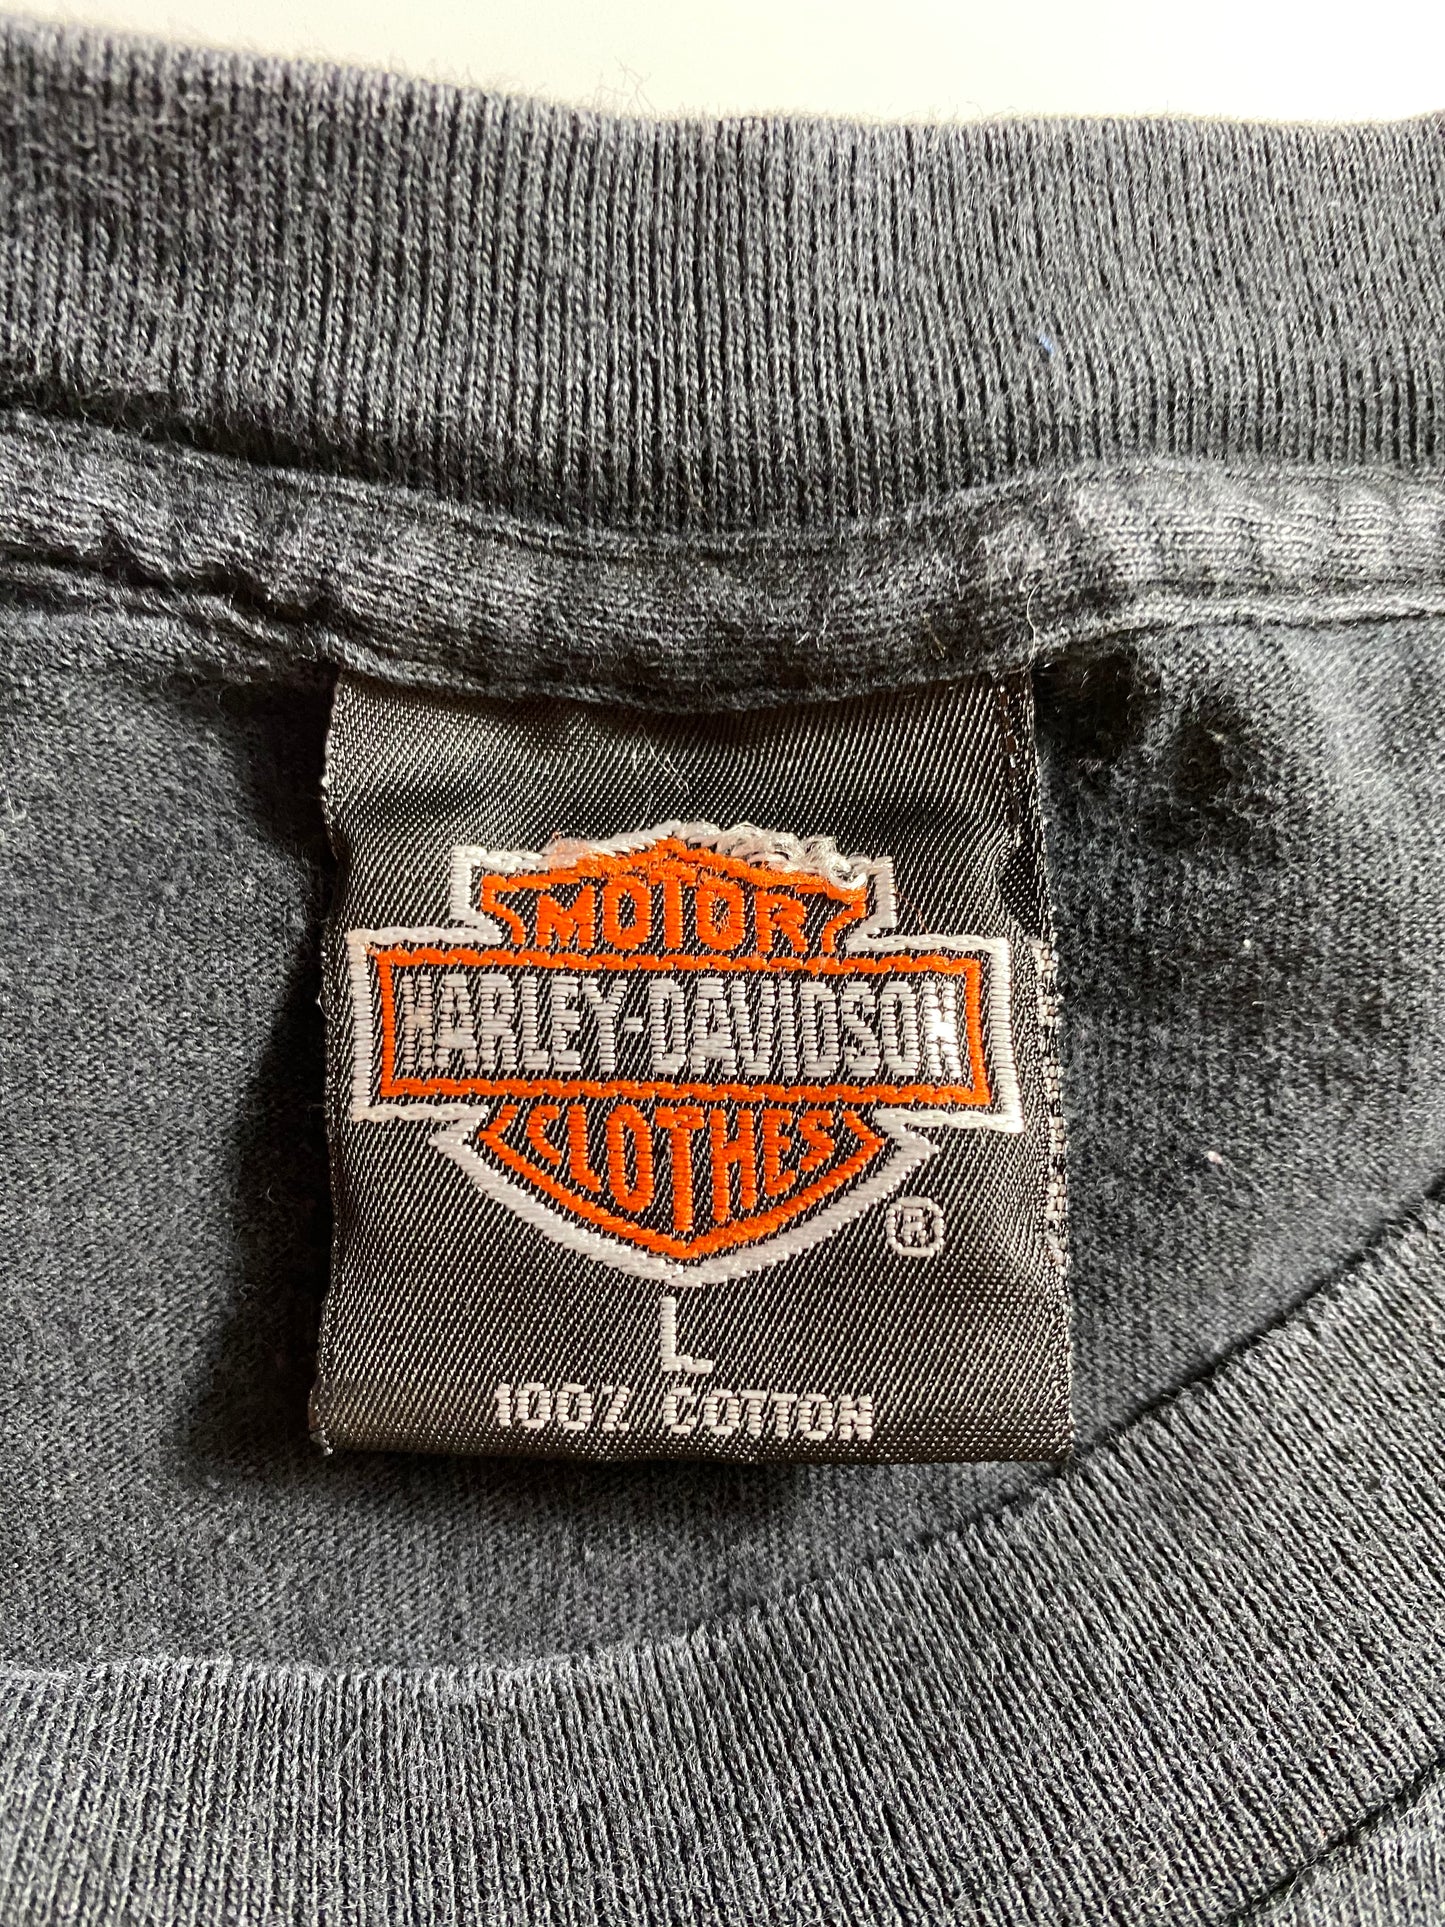 MOTOR
HARLEY-DAVIDSON
CLOTHES
®
L
100% COTTON